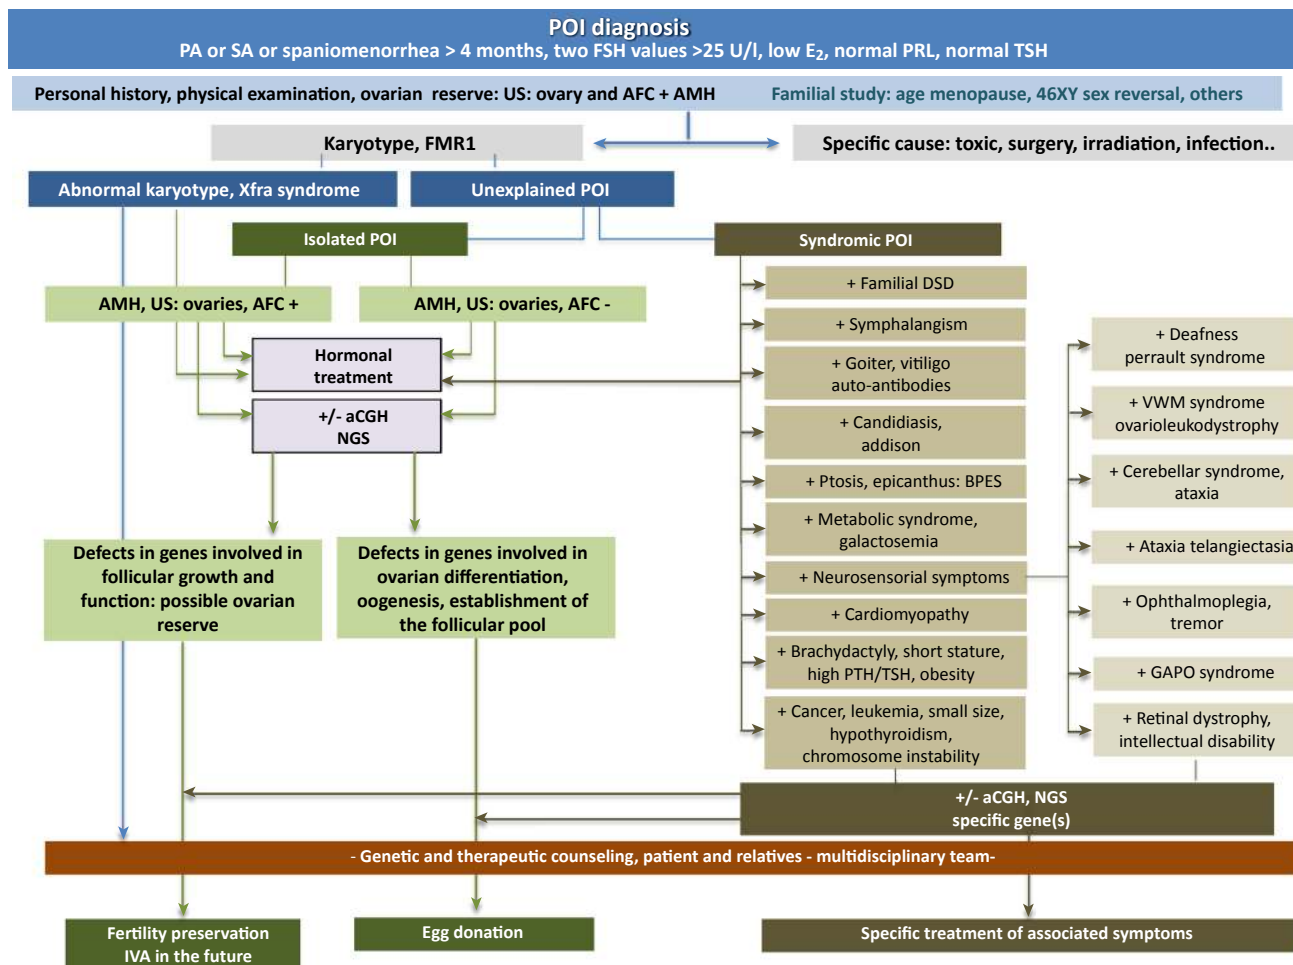 POI diagnosis
PA or SA or spaniomenorrhea > 4 months, two FSH values >25 U/l, low E2, normal PRL, normal TSH
Personal history, physical examination, ovarian reserve: US: ovary and AFC + AMH
Familial study: age menopause, 46XY sex reversal, others
Karyotype, FMR1
Specific cause: toxic, surgery, irradiation, infection..
Abnormal karyotype, Xfra syndrome
Unexplained POI
Isolated POI
Syndromic POI
AMH, US: ovaries, AFC +
AMH, US: ovaries, AFC -
Hormonal
treatment
+/- aCGH
NGS
Defects in genes involved in
follicular growth and
function: possible ovarian
reserve
Defects in genes involved in
ovarian differentiation,
oogenesis, establishment of
the follicular pool
+ Familial DSD
+ Symphalangism
+ Goiter, vitiligo
auto-antibodies
+ Candidiasis,
addison
+ Ptosis, epicanthus: BPES
+ Metabolic syndrome,
galactosemia
+ Neurosensorial symptoms
+ Cardiomyopathy
+ Brachydactyly, short stature,
high PTH/TSH, obesity
+ Cancer, leukemia, small size,
hypothyroidism,
chromosome instability
+ Deafness
perrault syndrome
+ VWM syndrome
ovarioleukodystrophy
+ Cerebellar syndrome,
ataxia
+ Ataxia telangiectasia
+ Ophthalmoplegia,
tremor
+ GAPO syndrome
+ Retinal dystrophy,
intellectual disability
+/- aCGH, NGS
specific gene(s)
- Genetic and therapeutic counseling, patient and relatives - multidisciplinary team-
Fertility preservation
IVA in the future
Egg donation
Specific treatment of associated symptoms